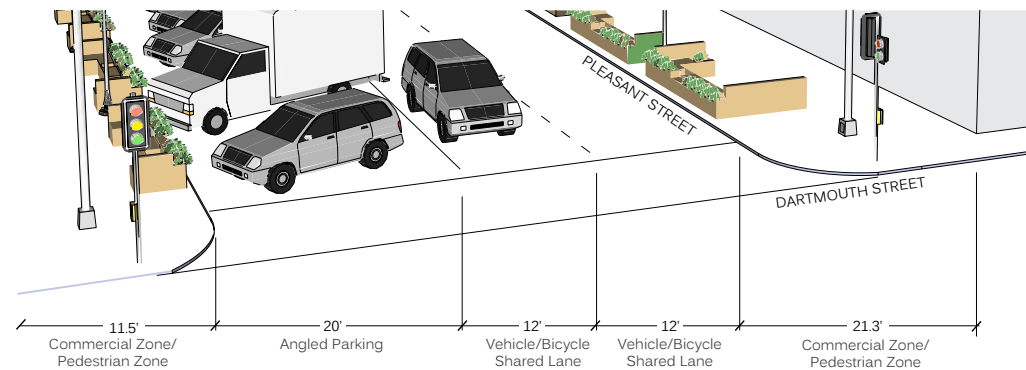 PLEASANT STREET
DARTMOUTH STREET
11.5'
20'
12'
12'
21.3'
Commercial Zone/
Pedestrian Zone
Angled Parking
Vehicle/Bicycle
Shared Lane
Vehicle/Bicycle
Shared Lane
Commercial Zone/
Pedestrian Zone